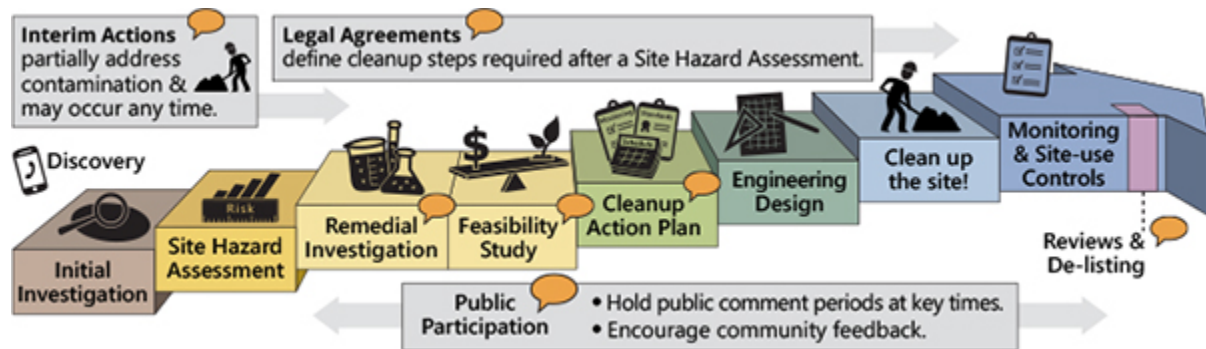 Interim Actions
partially address
contamination &
may occur any time.
Legal Agreements
define cleanup steps required after a Site Hazard Assessment.
Discovery
Initial
Investigation
Risk
Site Hazard
Assessment
Remedial
Investigation
$
Feasibility
Study
Schedule
Cleanup
Action Plan
Engineering
Design
Clean up
the site!
Monitoring
& Site-use
Controls
Reviews &
De-listing
Public
Participation
• Hold public comment periods at key times.
• Encourage community feedback.